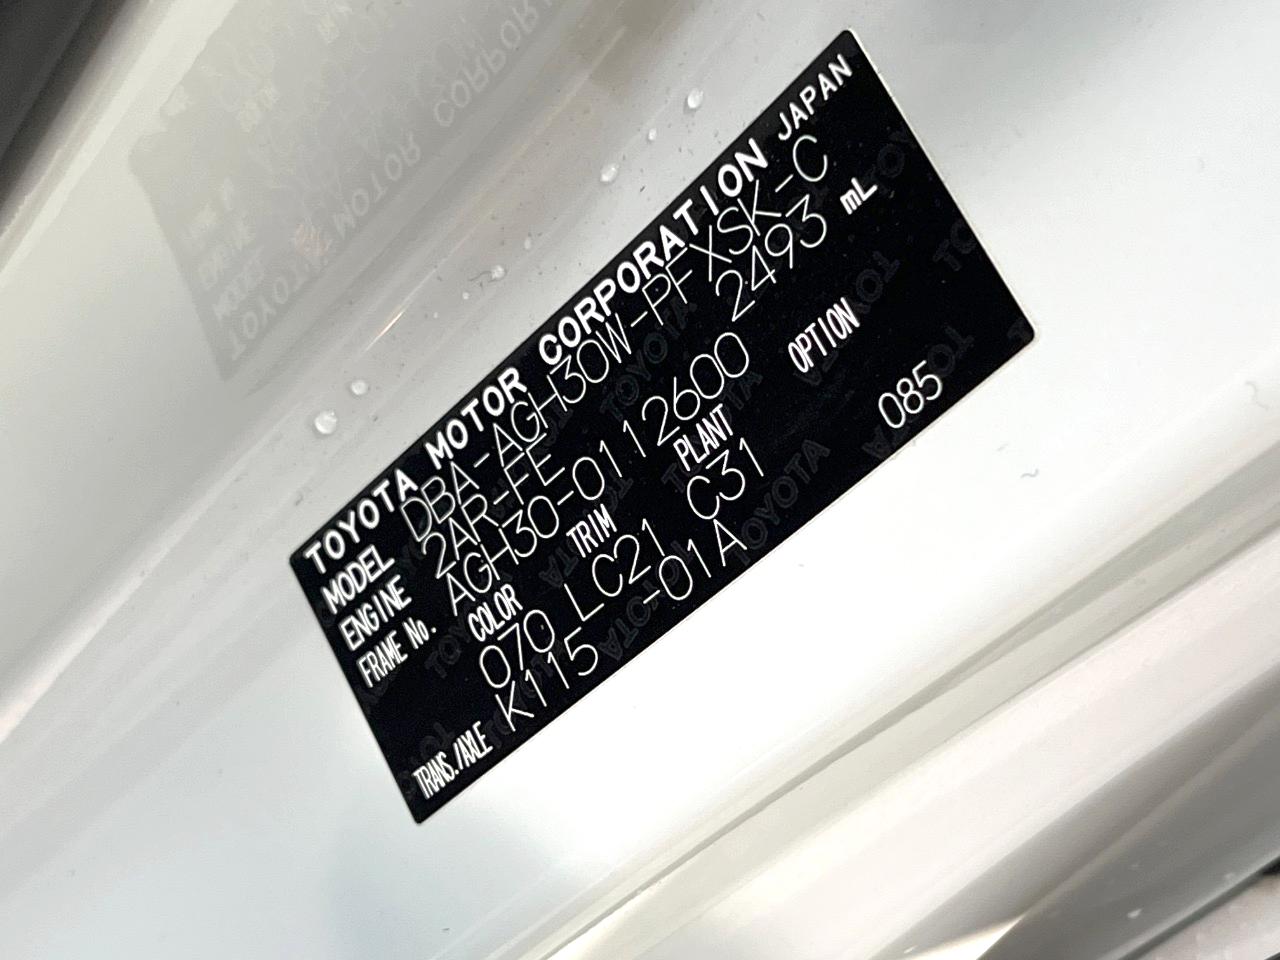 TOYOTA MOTOR CORPORATION JAPAN
MODEL DBA-AGH30W-PFXSK-C
ENGINE 2AR-FE 2493 mL
FRAME No. AGH30-0112600
COLOR TRIM PLANT OPTION
070 LC21 C31 085
TRANS./AXLE K115 -01A